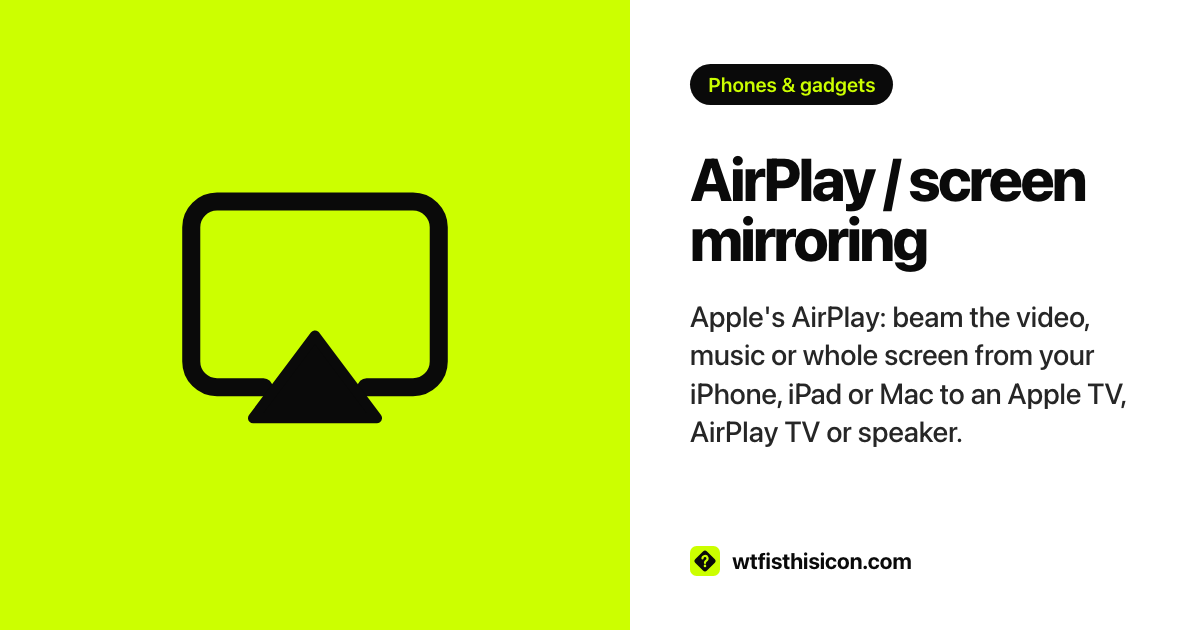 Phones & gadgets
AirPlay / screen
mirroring
Apple's AirPlay: beam the video,
music or whole screen from your
iPhone, iPad or Mac to an Apple TV,
AirPlay TV or speaker.
?
wtfisthisicon.com